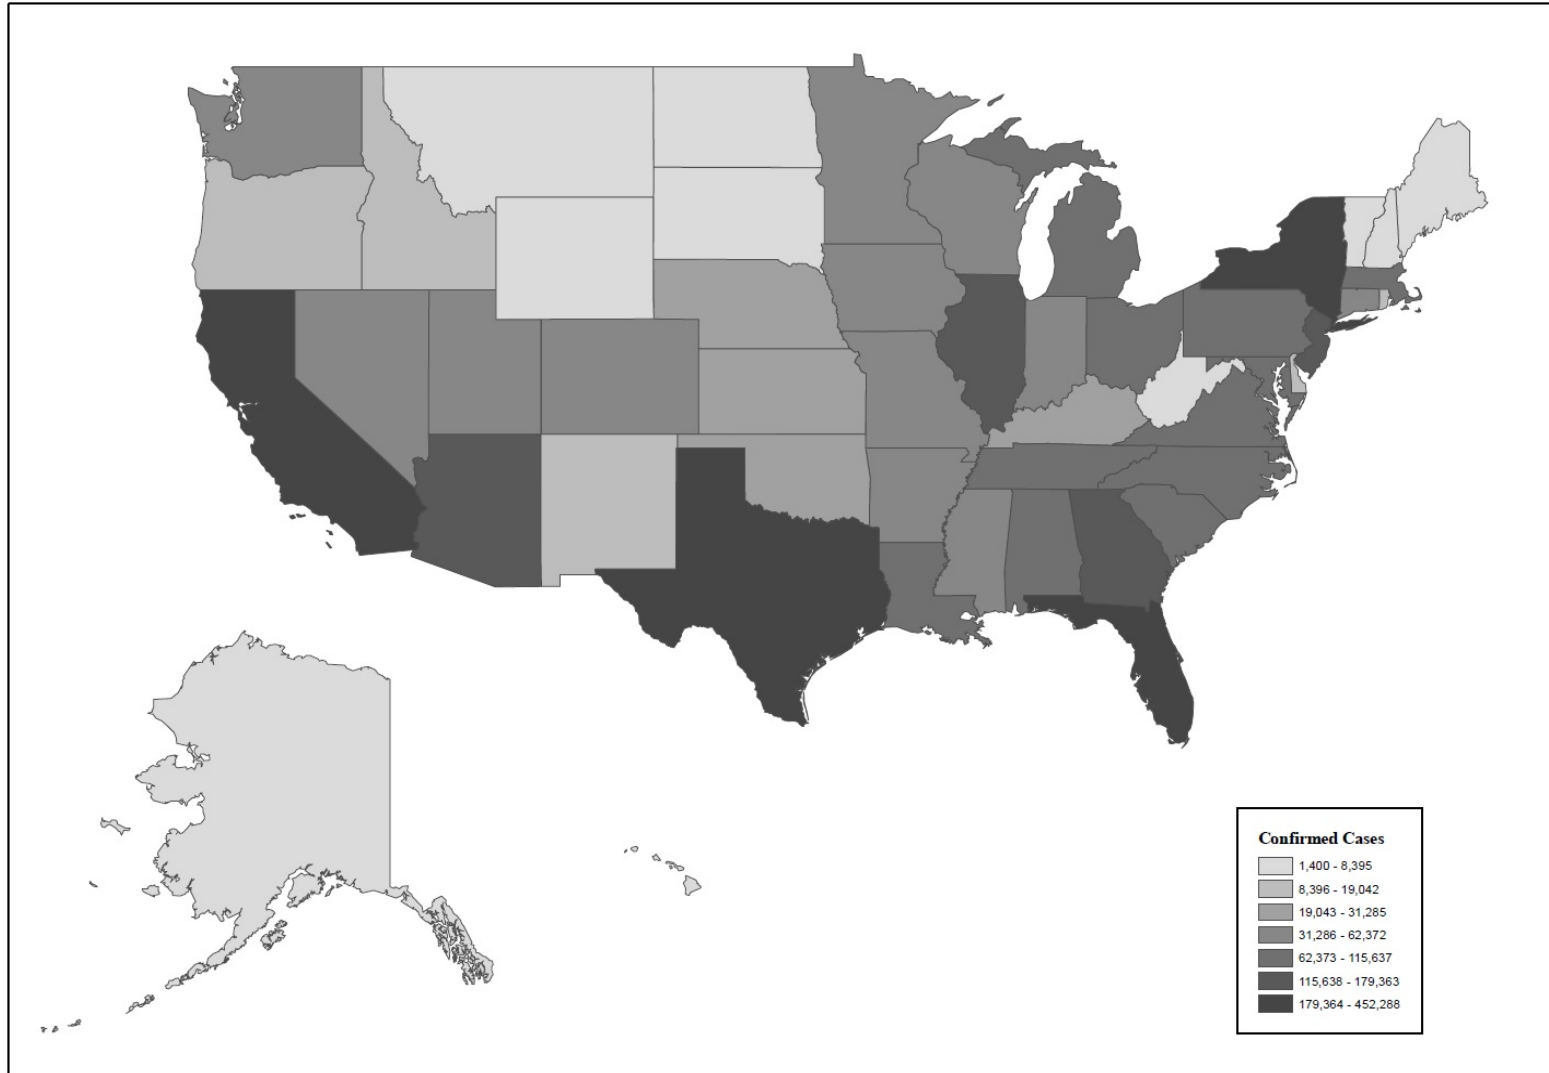 Confirmed Cases
1,400 - 8,395
8,396 - 19,042
19,043 - 31,285
31,286 - 62,372
62,373 - 115,637
115,638 - 179,363
179,364 - 452,288